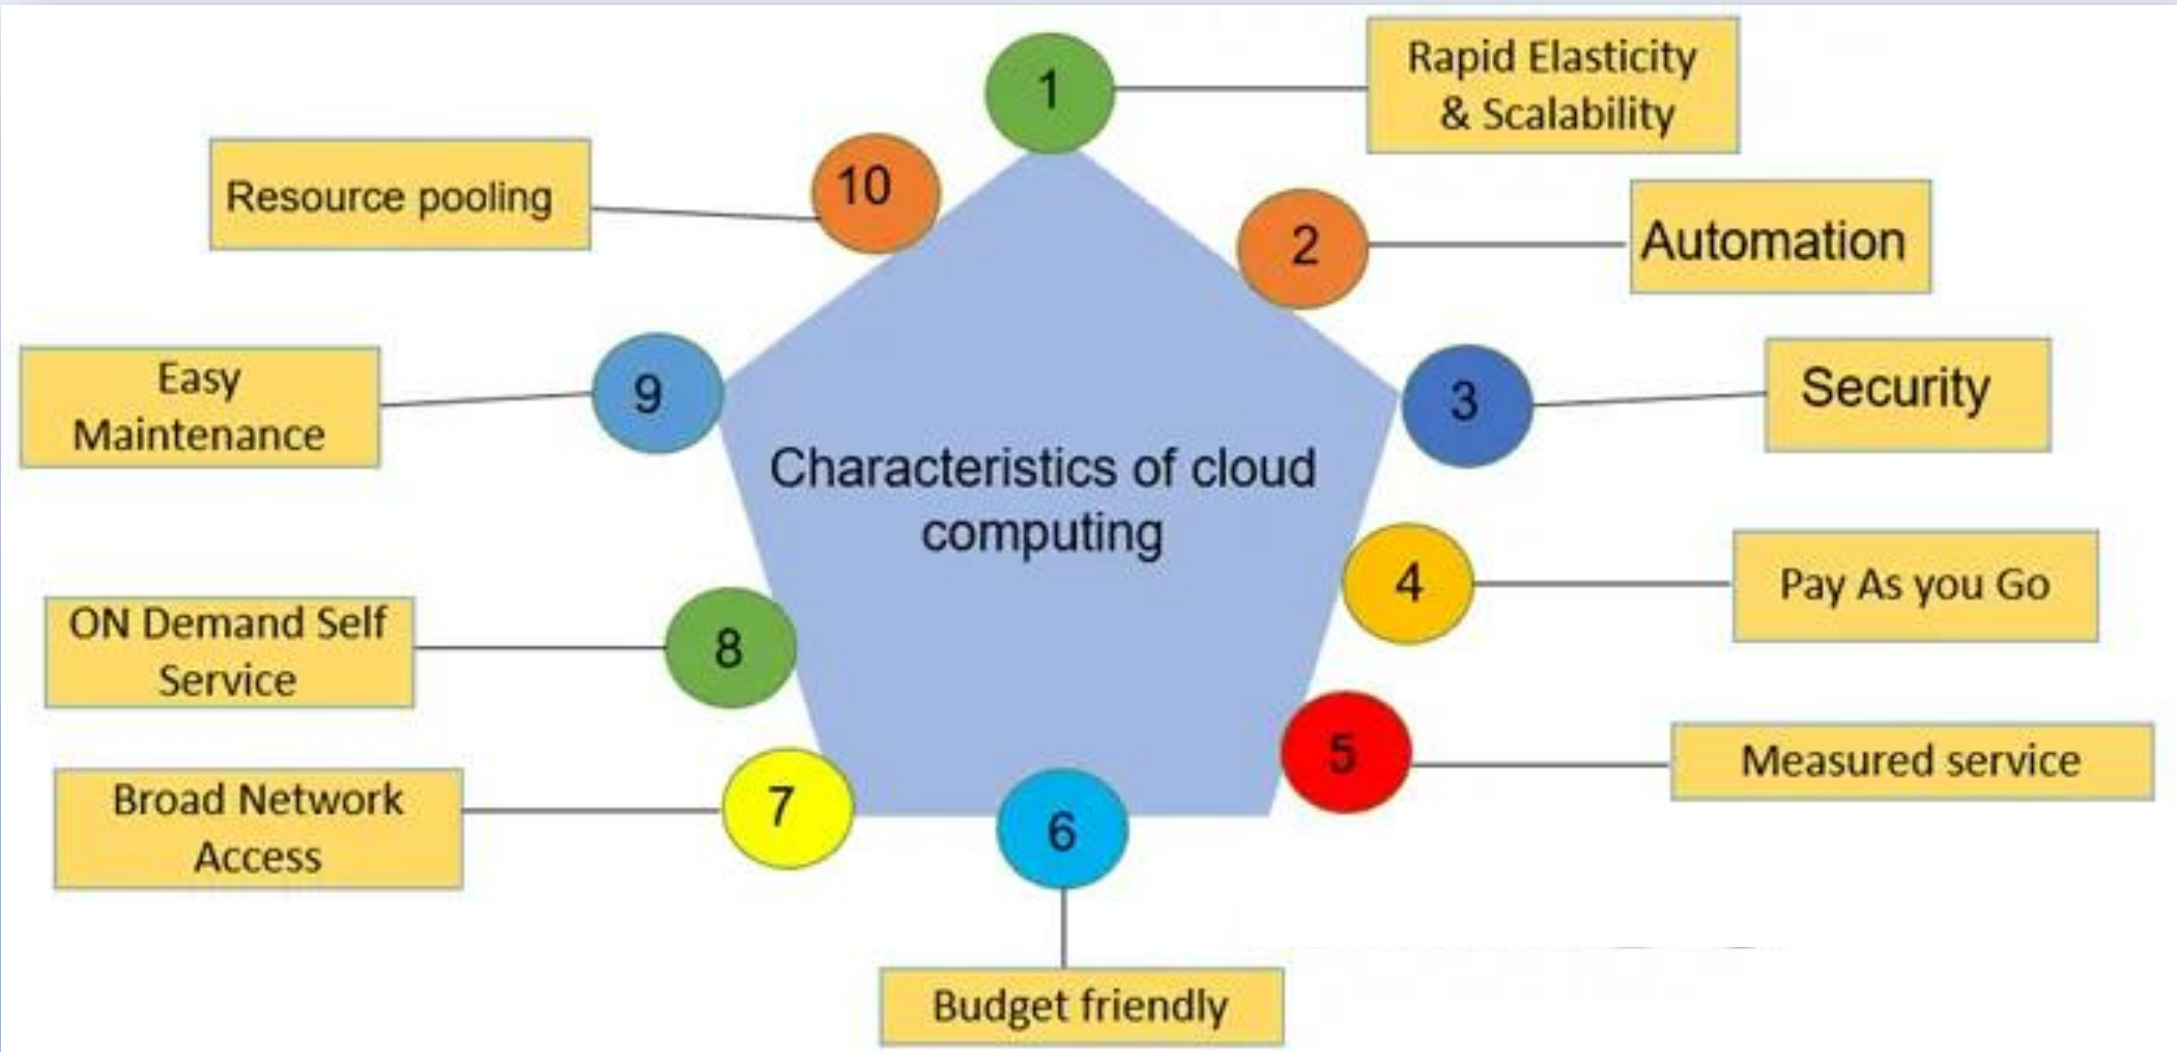 1
Rapid Elasticity
& Scalability
2
Automation
3
Security
4
Pay As you Go
5
Measured service
6
Budget friendly
7
Broad Network
Access
8
ON Demand Self
Service
9
Easy
Maintenance
10
Resource pooling
Characteristics of cloud
computing